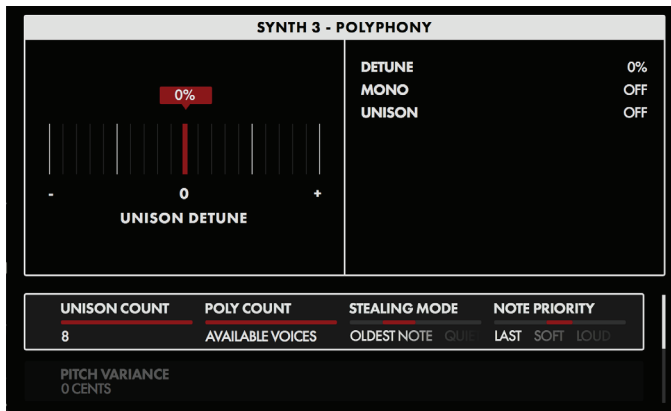 SYNTH 3 - POLYPHONY
0%
- 0 +
UNISON DETUNE
DETUNE 0%
MONO OFF
UNISON OFF
UNISON COUNT POLY COUNT STEALING MODE NOTE PRIORITY
8 AVAILABLE VOICES OLDEST NOTE QUIE LAST SOFT LOUD
PITCH VARIANCE
0 CENTS